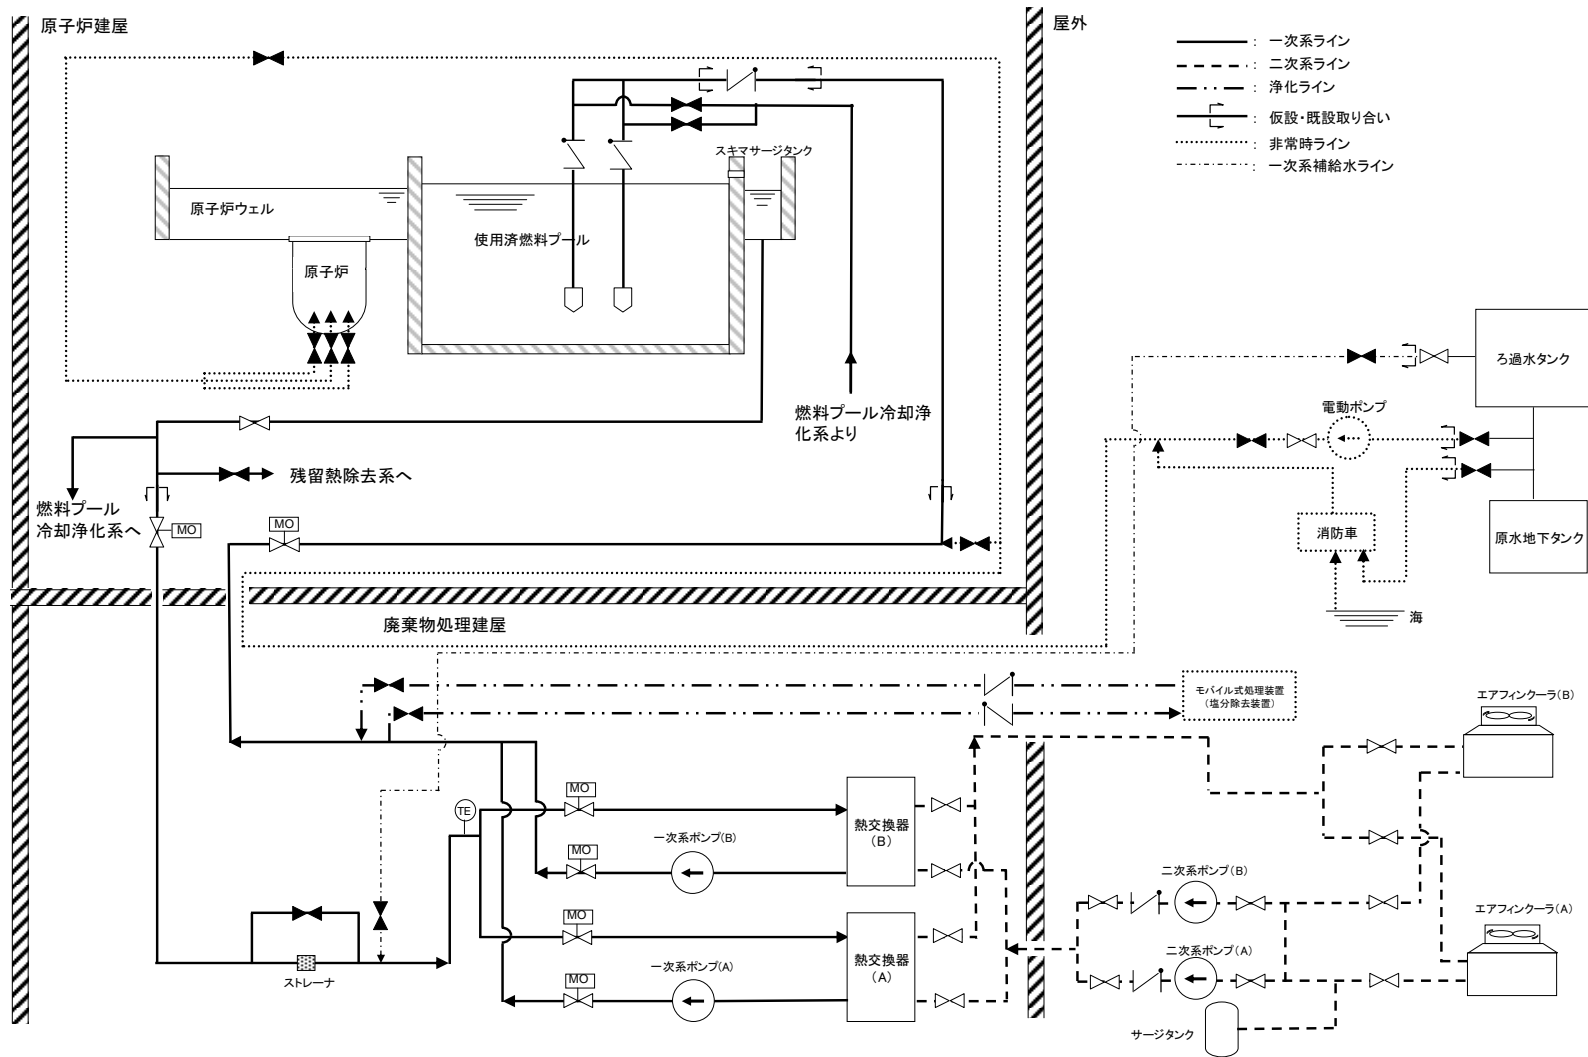 原子炉建屋
屋外
：一次系ライン
：二次系ライン
：浄化ライン
：仮設・既設取り合い
：非常時ライン
：一次系補給水ライン
スキマサージタンク
原子炉ウェル
使用済燃料プール
原子炉
ろ過水タンク
電動ポンプ
燃料プール冷却浄
化系より
残留熱除去系へ
燃料プール
冷却浄化系へ
MO
MO
消防車
原水地下タンク
海
廃棄物処理建屋
モバイル式処理装置
（塩分除去装置）
エアフィンクーラ(B)
TE
MO
一次系ポンプ(B)
熱交換器
（B）
MO
二次系ポンプ(B)
エアフィンクーラ(A)
MO
一次系ポンプ(A)
熱交換器
（A）
二次系ポンプ(A)
MO
ストレーナ
サージタンク